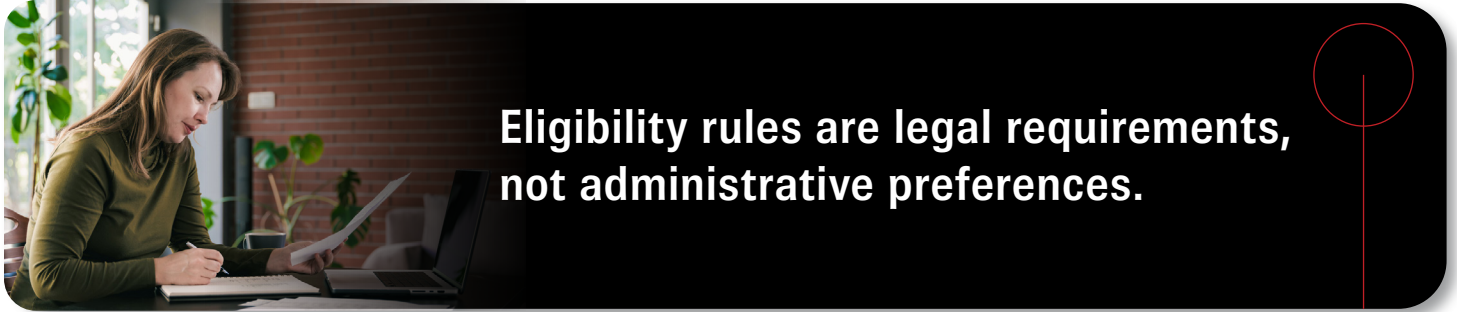 Eligibility rules are legal requirements,
not administrative preferences.